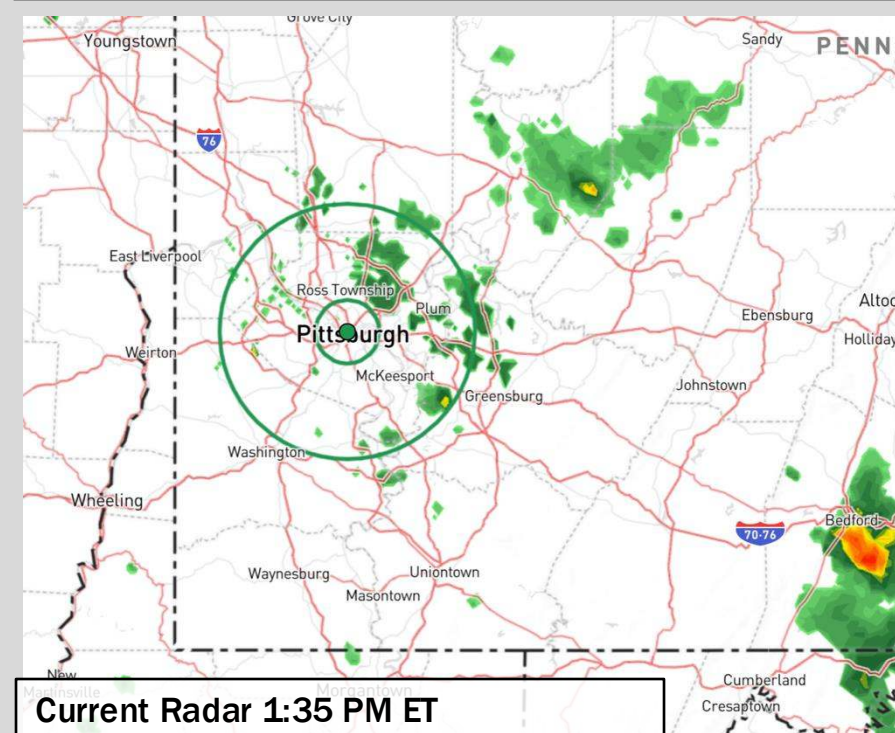 Grove City
Youngstown
Sandy
PENN
76
East Liverpool
Ross Township
Plum
Pittsburgh
Weirton
McKeesport
Greensburg
Ebensburg
Altoo
Holliday
Johnstown
Washington
Wheeling
Bedford
70-76
Waynesburg
Uniontown
Masontown
New
Martinsville
Morgantown
Cumberland
Cresaptown
Current Radar 1:35 PM ET